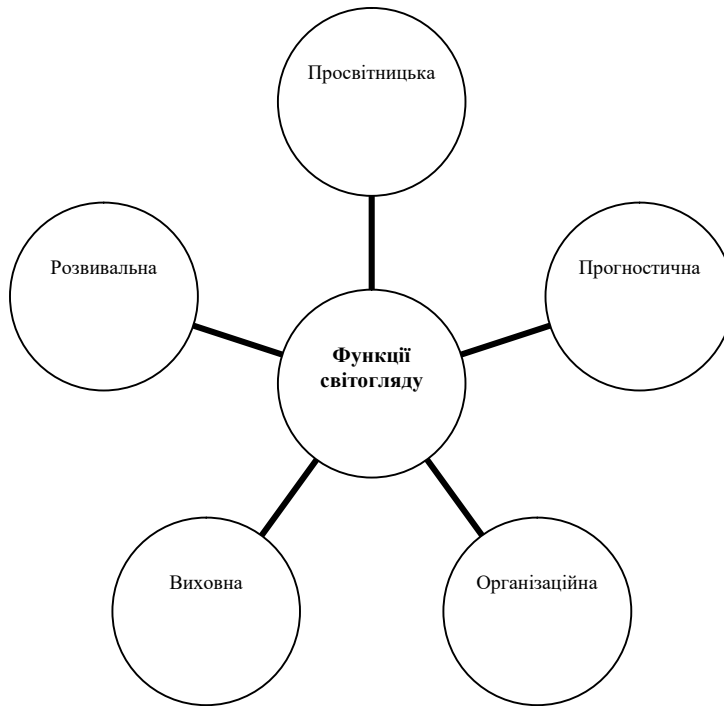 Просвітницька
Розвивальна
Прогностична
Функції
світогляду
Виховна
Організаційна